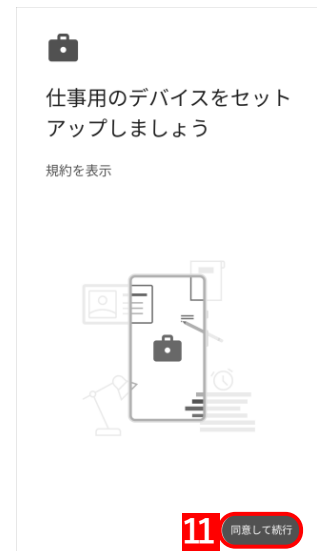 仕事用のデバイスをセット
アップしましょう
規約を表示
11
同意して続行